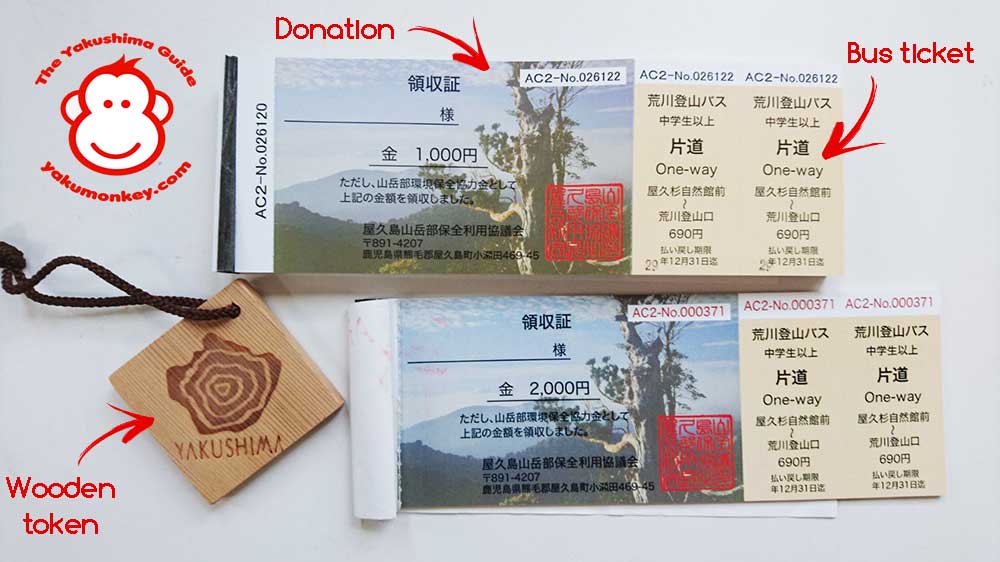 The Yakushima Guide
yakumonkey.com
Donation
Bus ticket
AC2-No.026120
領収証
様
金 1,000円
ただし、山岳部環境保全協力金として
上記の金額を領収しました。
屋久島山岳部保全利用協議会
〒891-4207
鹿児島県熊毛郡屋久島町小瀬田469-45
AC2-No.026122
AC2-No.026122
荒川登山バス
中学生以上
片道
One-way
屋久杉自然館前
〜
荒川登山口
690円
払い戻し期限
29年12月31日迄
AC2-No.026122
荒川登山バス
中学生以上
片道
One-way
屋久杉自然館前
〜
荒川登山口
690円
払い戻し期限
29年12月31日迄
領収証
様
金 2,000円
ただし、山岳部環境保全協力金として
上記の金額を領収しました。
屋久島山岳部保全利用協議会
〒891-4207
鹿児島県熊毛郡屋久島町小瀬田469-45
AC2-No.000371
AC2-No.000371
荒川登山バス
中学生以上
片道
One-way
屋久杉自然館前
〜
荒川登山口
690円
払い戻し期限
年12月31日迄
AC2-No.000371
荒川登山バス
中学生以上
片道
One-way
屋久杉自然館前
〜
荒川登山口
690円
払い戻し期限
年12月31日迄
YAKUSHIMA
Wooden
token